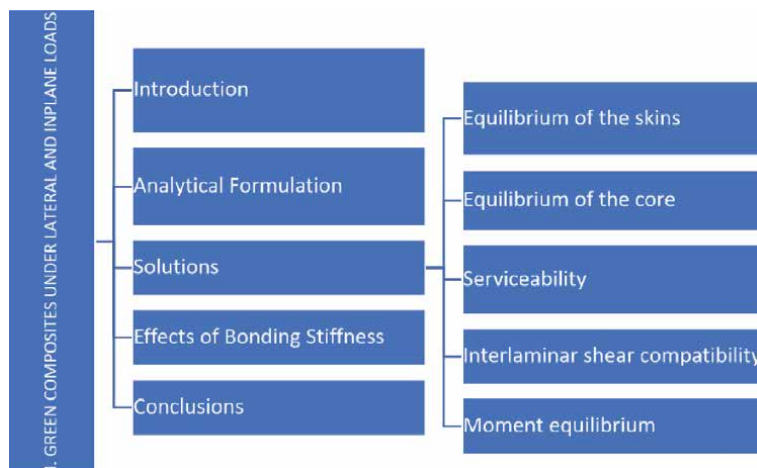 . GREEN COMPOSITES UNDER LATERAL AND INPLANE LOADS
Introduction
Analytical Formulation
Solutions
Effects of Bonding Stiffness
Conclusions
Equilibrium of the skins
Equilibrium of the core
Serviceability
Interlaminar shear compatibility
Moment equilibrium